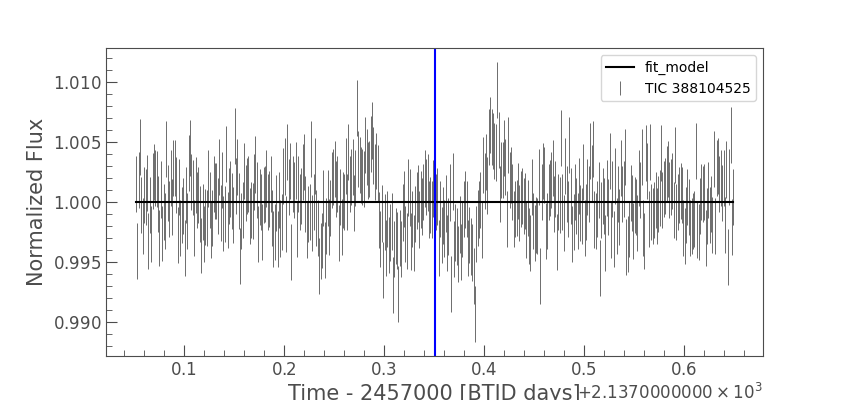 1.010
1.005
1.000
0.995
0.990
Normalized Flux
fit_model
TIC 388104525
0.1
0.2
0.3
0.4
0.5
0.6
Time - 2457000 [BTJD days]
+2.1370000000 × 10³